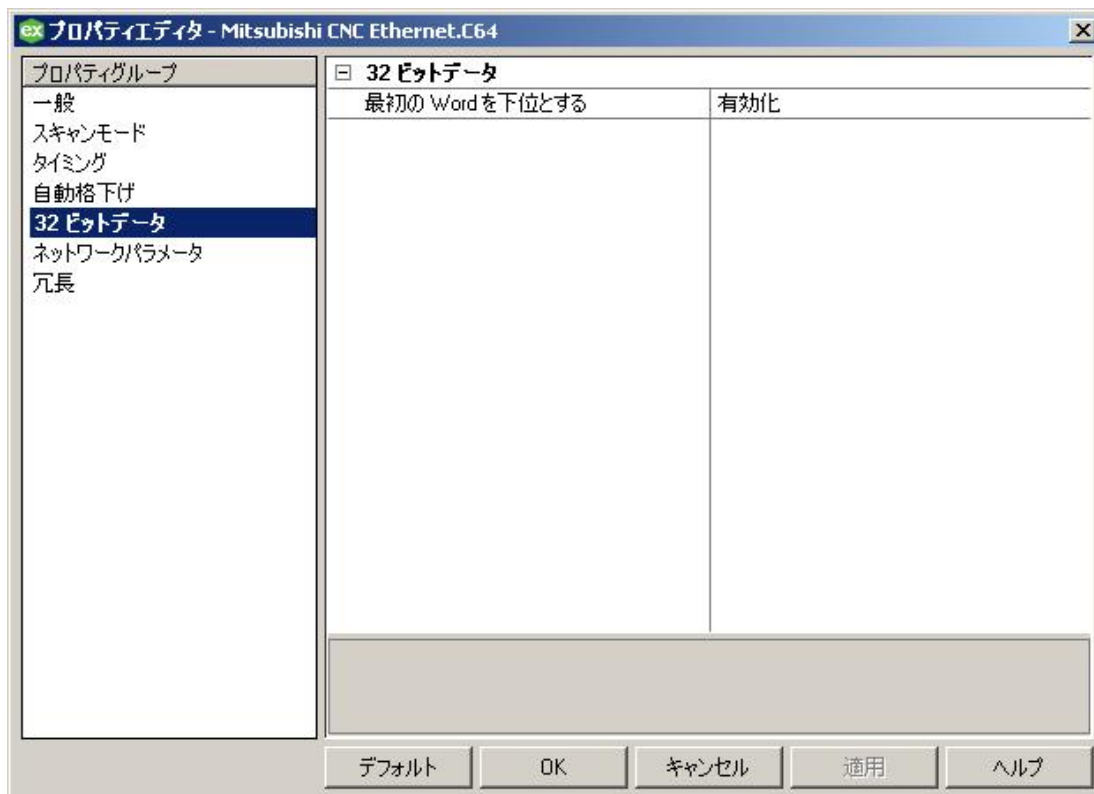 ex プロパティエディタ - Mitsubishi CNC Ethernet.C64
プロパティグループ
一般
スキャンモード
タイミング
自動格下げ
32 ビットデータ
ネットワークパラメータ
冗長
32 ビットデータ
最初の Word を下位とする 有効化
デフォルト OK キャンセル 適用 ヘルプ